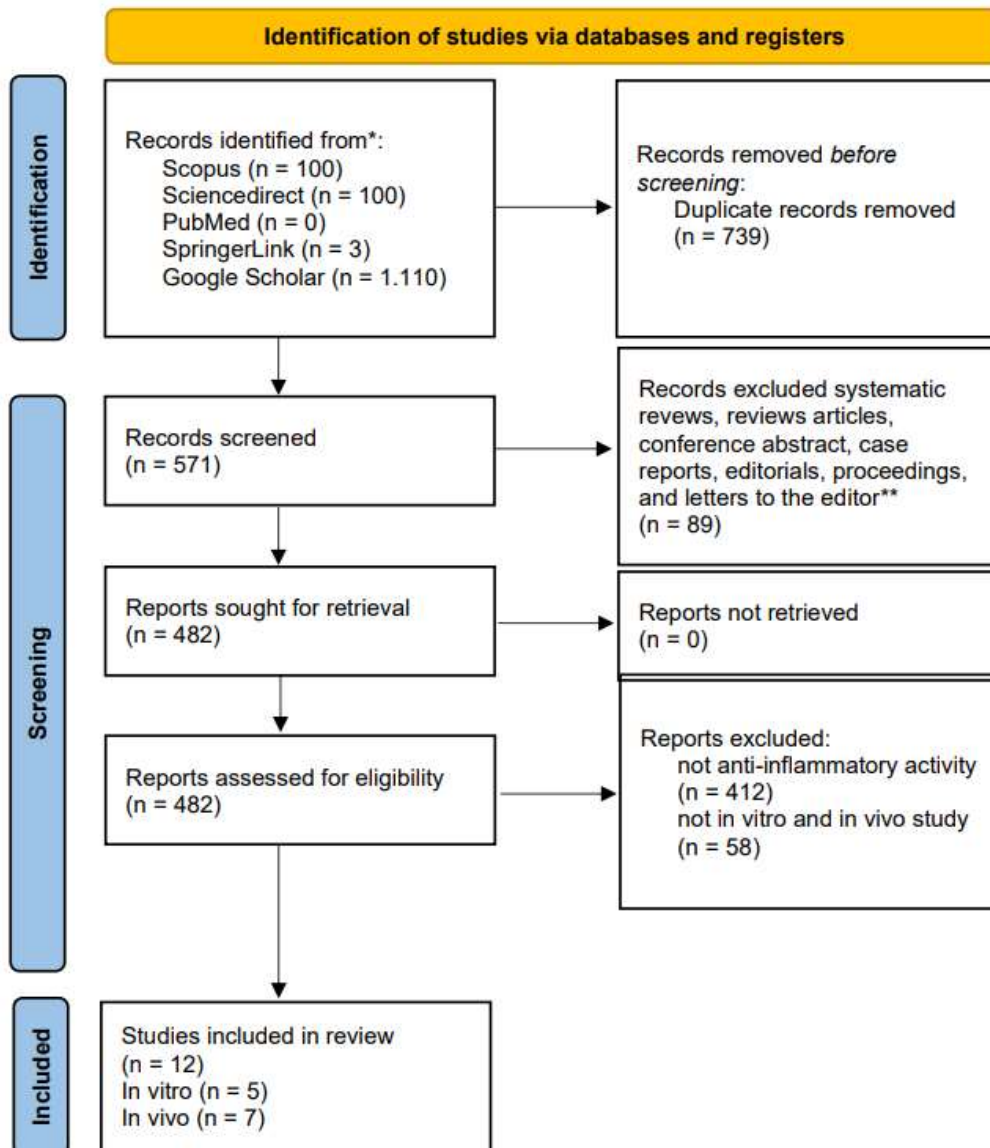 Identification of studies via databases and registers
Identification
Records identified from*:
Scopus (n = 100)
Sciencedirect (n = 100)
PubMed (n = 0)
SpringerLink (n = 3)
Google Scholar (n = 1.110)
Records removed before
screening:
Duplicate records removed
(n = 739)
Screening
Records screened
(n = 571)
Records excluded systematic
revews, reviews articles,
conference abstract, case
reports, editorials, proceedings,
and letters to the editor**
(n = 89)
Reports sought for retrieval
(n = 482)
Reports not retrieved
(n = 0)
Reports assessed for eligibility
(n = 482)
Reports excluded:
not anti-inflammatory activity
(n = 412)
not in vitro and in vivo study
(n = 58)
Included
Studies included in review
(n = 12)
In vitro (n = 5)
In vivo (n = 7)